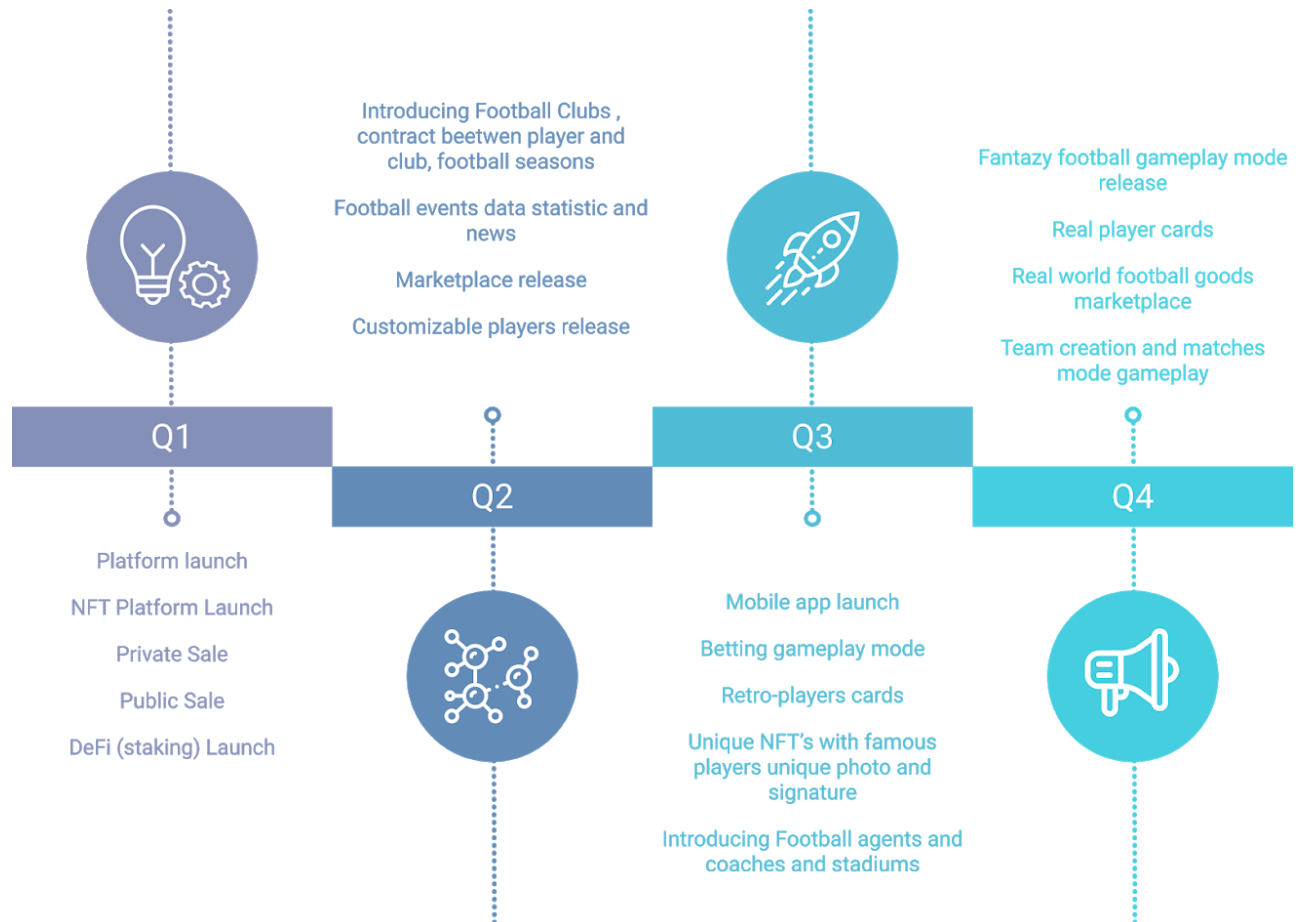 Q1
Platform launch
NFT Platform Launch
Private Sale
Public Sale
DeFi (staking) Launch
Introducing Football Clubs ,
contract beetwen player and
club, football seasons
Football events data statistic and
news
Marketplace release
Customizable players release
Q2
Q3
Mobile app launch
Betting gameplay mode
Retro-players cards
Unique NFT’s with famous
players unique photo and
signature
Introducing Football agents and
coaches and stadiums
Fantazy football gameplay mode
release
Real player cards
Real world football goods
marketplace
Team creation and matches
mode gameplay
Q4